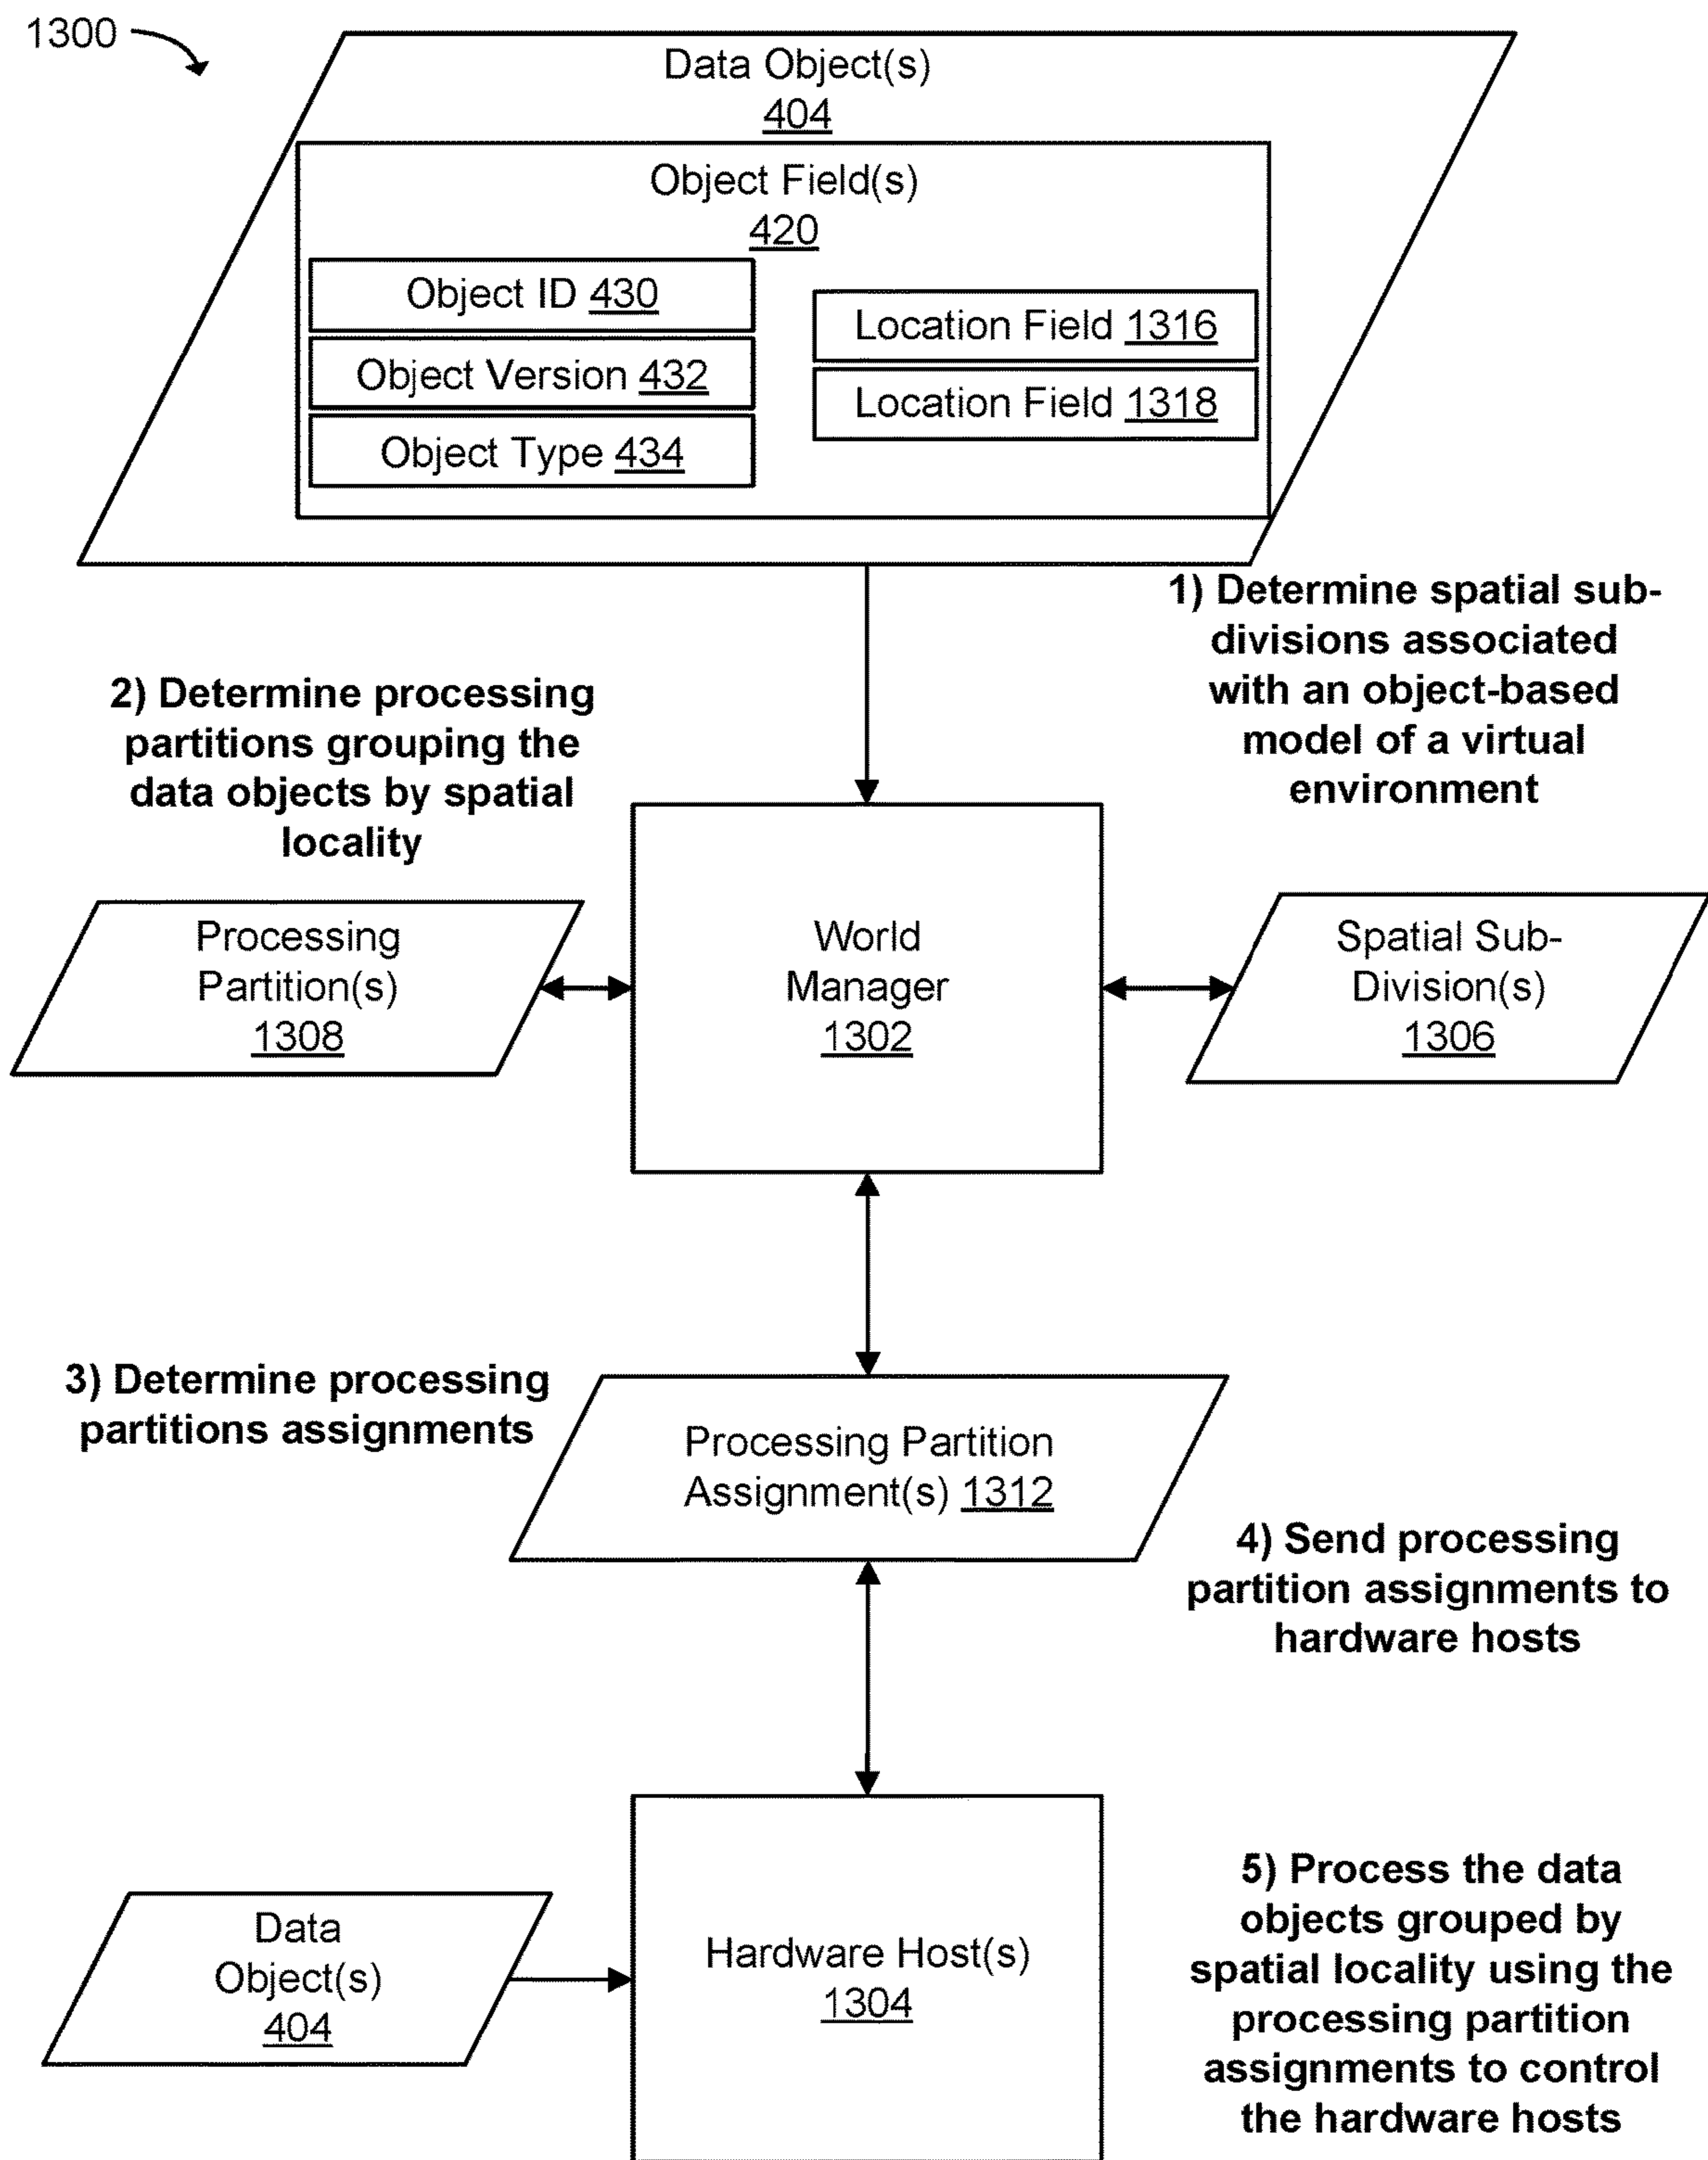 1300
Data Object(s)
404
Object Field(s)
420
Object ID 430
Object Version 432
Object Type 434
Location Field 1316
Location Field 1318
1) Determine spatial sub-
divisions associated
with an object-based
model of a virtual
environment
2) Determine processing
partitions grouping the
data objects by spatial
locality
Processing
Partition(s)
1308
World
Manager
1302
Spatial Sub-
Division(s)
1306
3) Determine processing
partitions assignments
Processing Partition
Assignment(s) 1312
4) Send processing
partition assignments to
hardware hosts
Data
Object(s)
404
Hardware Host(s)
1304
5) Process the data
objects grouped by
spatial locality using the
processing partition
assignments to control
the hardware hosts